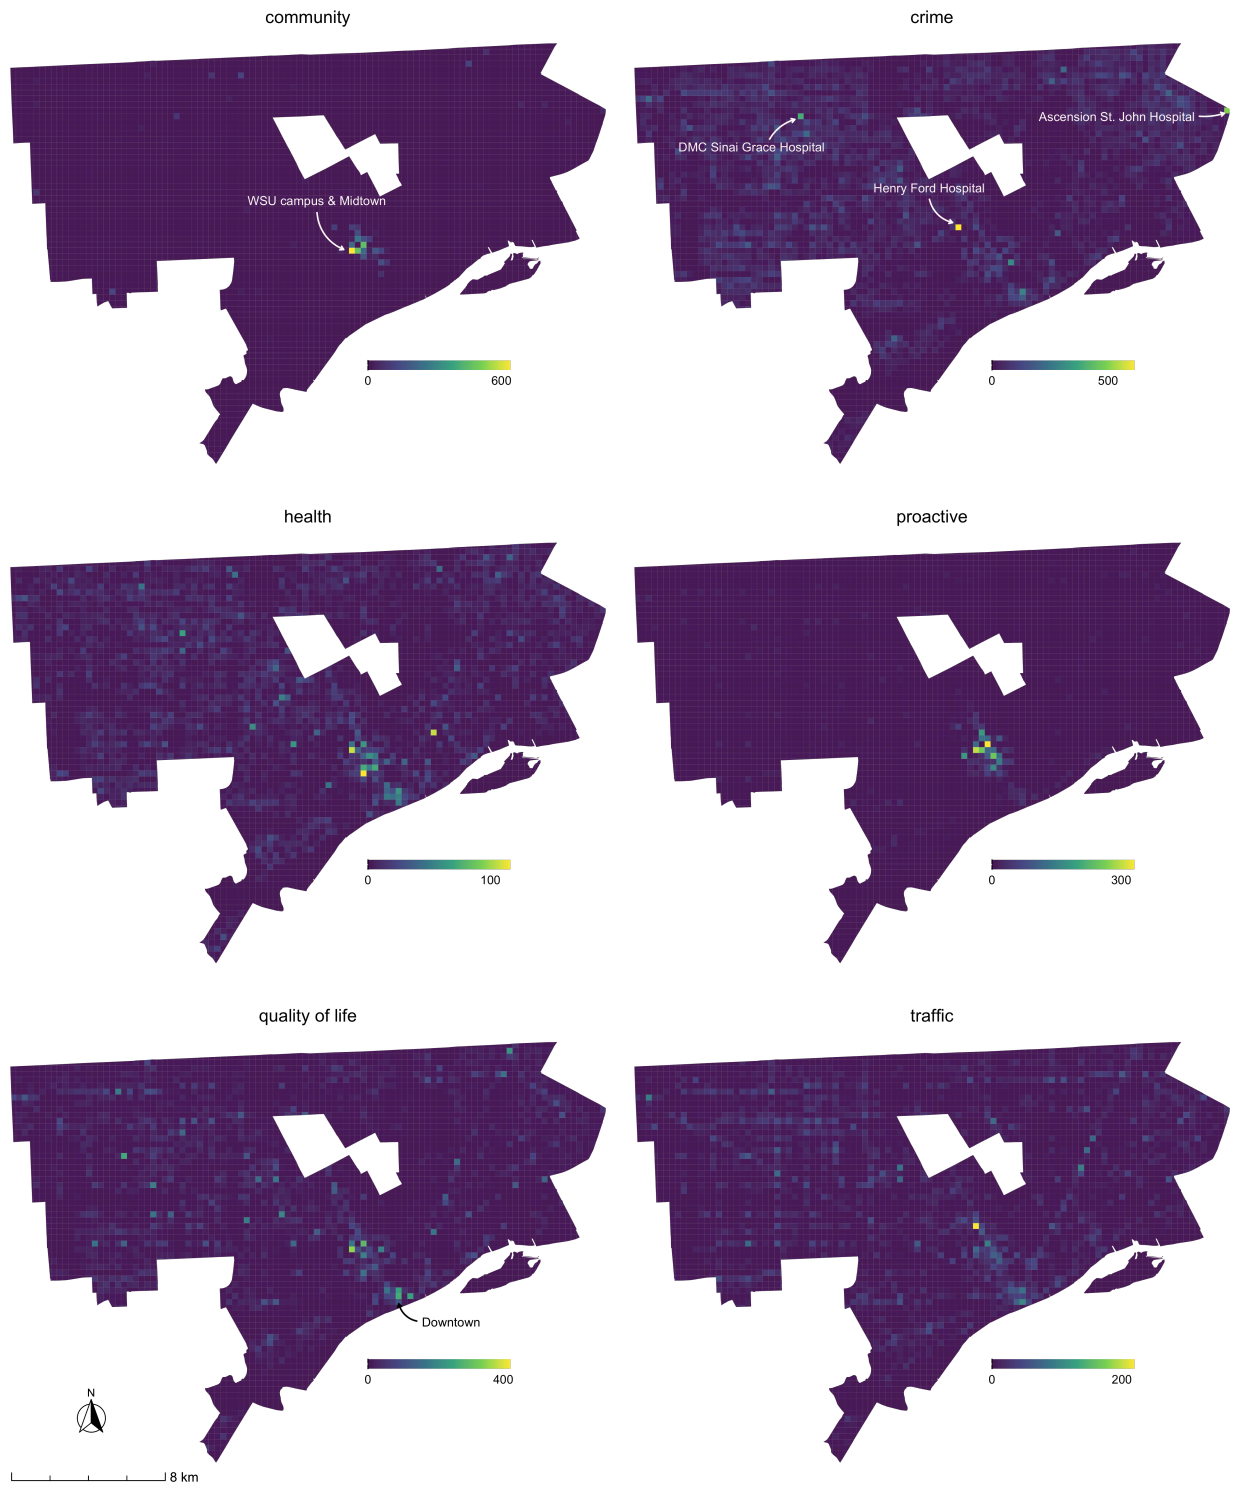 community
crime
Ascension St. John Hospital
DMC Sinai Grace Hospital
Henry Ford Hospital
WSU campus & Midtown
0 600
0 500
health
proactive
0 100
0 300
quality of life
traffic
Downtown
0 400
0 200
N
8 km